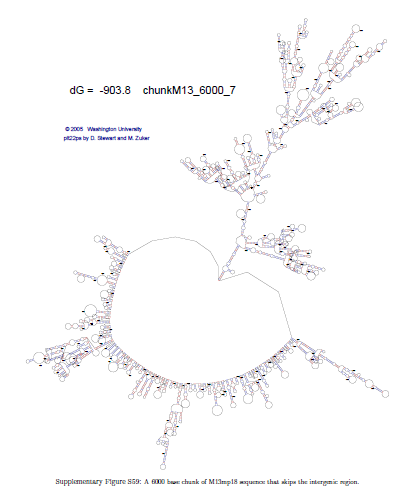 dG = -903.8 chunkM13_6000_7
© 2005 Washington University
plt22ps by D. Stewart and M. Zuker
Supplementary Figure S59: A 6000 base chunk of M13mp18 sequence that skips the intergenic region.